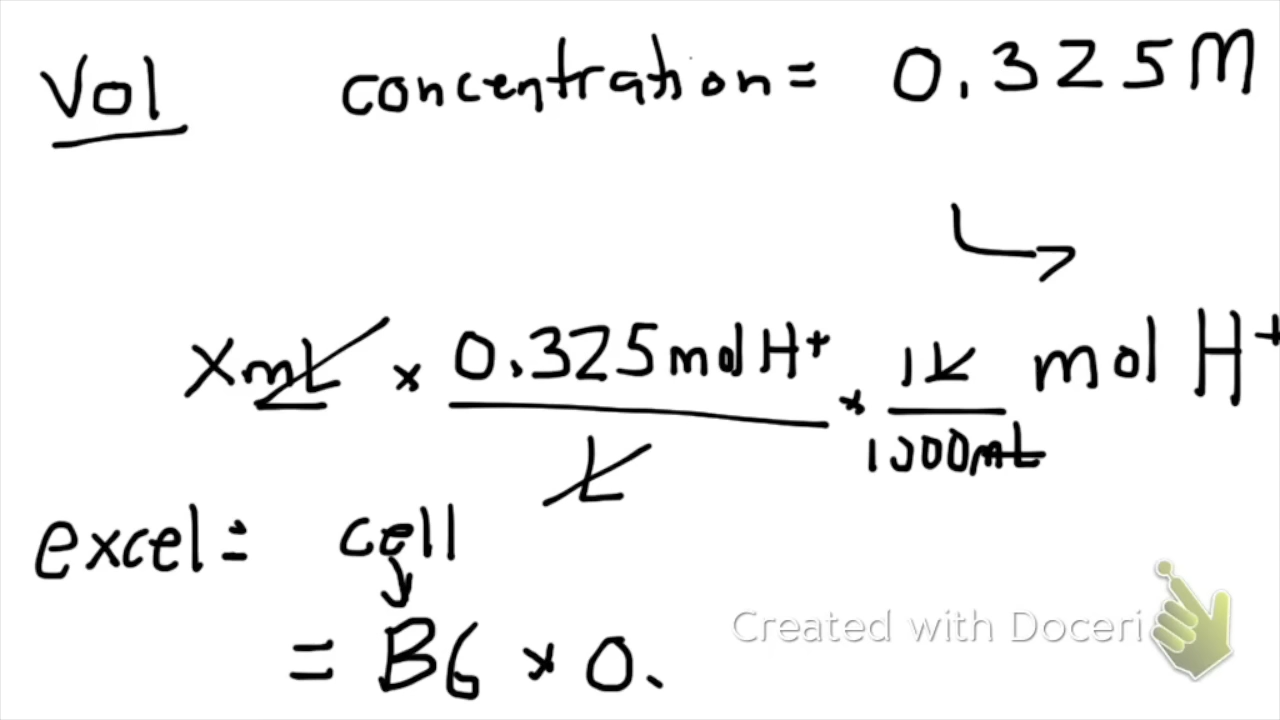 Vol concentration = 0.325M
x mL × 0.325 mol H+ × 1L mol H+
L 1000mL
excel = cell
= B6 × 0.
Created with Doceri